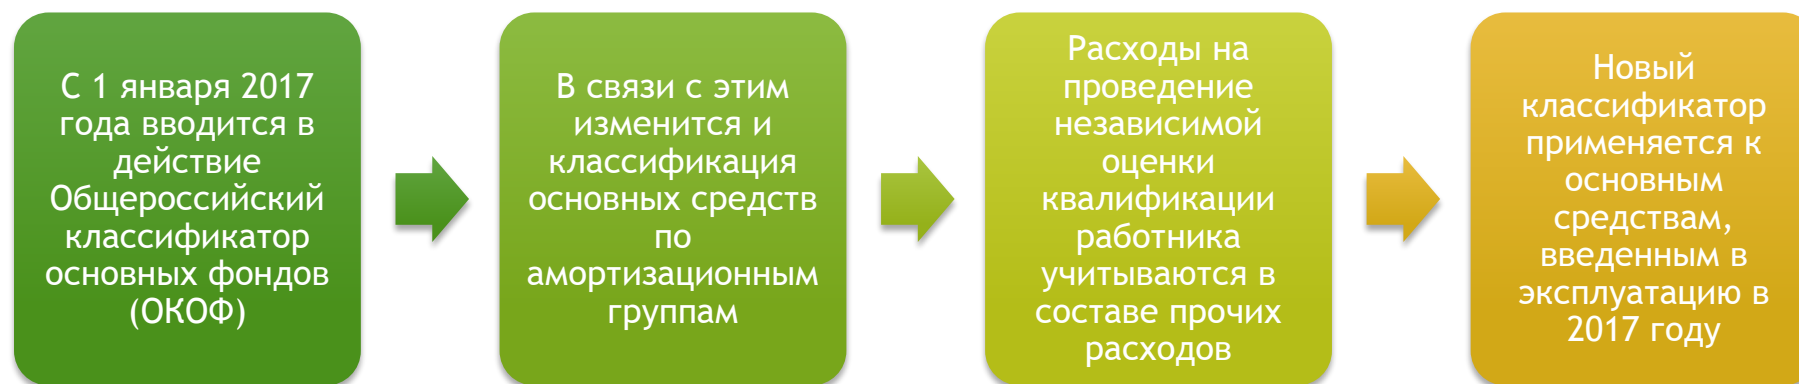 С 1 января 2017
года вводится в
действие
Общероссийский
классификатор
основных фондов
(ОКОФ)
В связи с этим
изменится и
классификация
основных средств
по
амортизационным
группам
Расходы на
проведение
независимой
оценки
квалификации
работника
учитываются в
составе прочих
расходов
Новый
классификатор
применяется к
основным
средствам,
введенным в
эксплуатацию в
2017 году